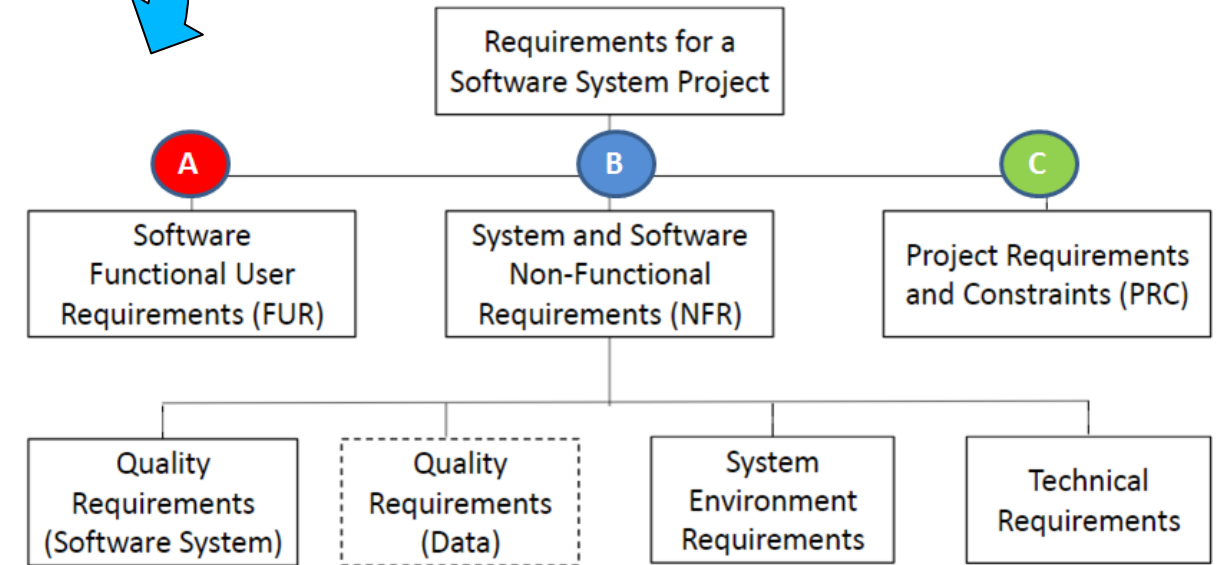 Requirements for a
Software System Project
A
B
C
Software
Functional User
Requirements (FUR)
System and Software
Non-Functional
Requirements (NFR)
Project Requirements
and Constraints (PRC)
Quality
Requirements
(Software System)
Quality
Requirements
(Data)
System
Environment
Requirements
Technical
Requirements